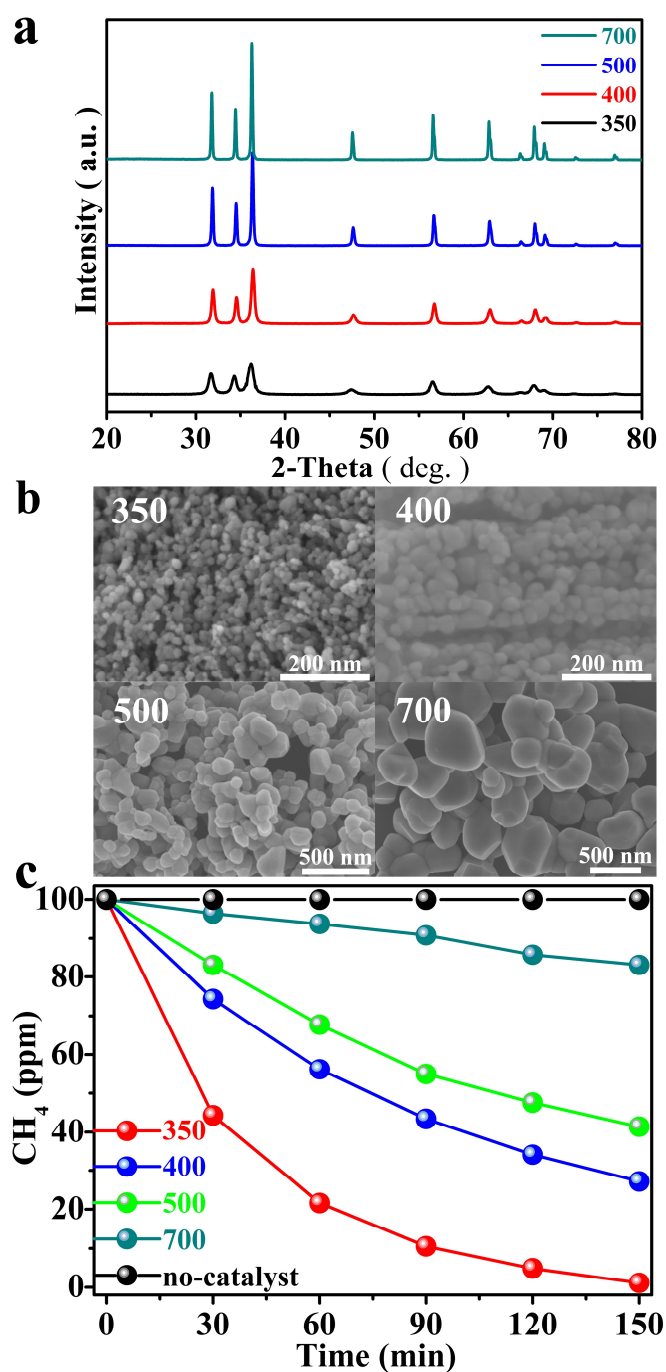 a
700
500
400
350
Intensity ( a.u. )
20 30 40 50 60 70 80
2-Theta ( deg. )
b
350
400
200 nm
200 nm
500
700
500 nm
500 nm
c
100
80
60
40
20
0
CH₄ (ppm)
350
400
500
700
no-catalyst
0 30 60 90 120 150
Time (min)